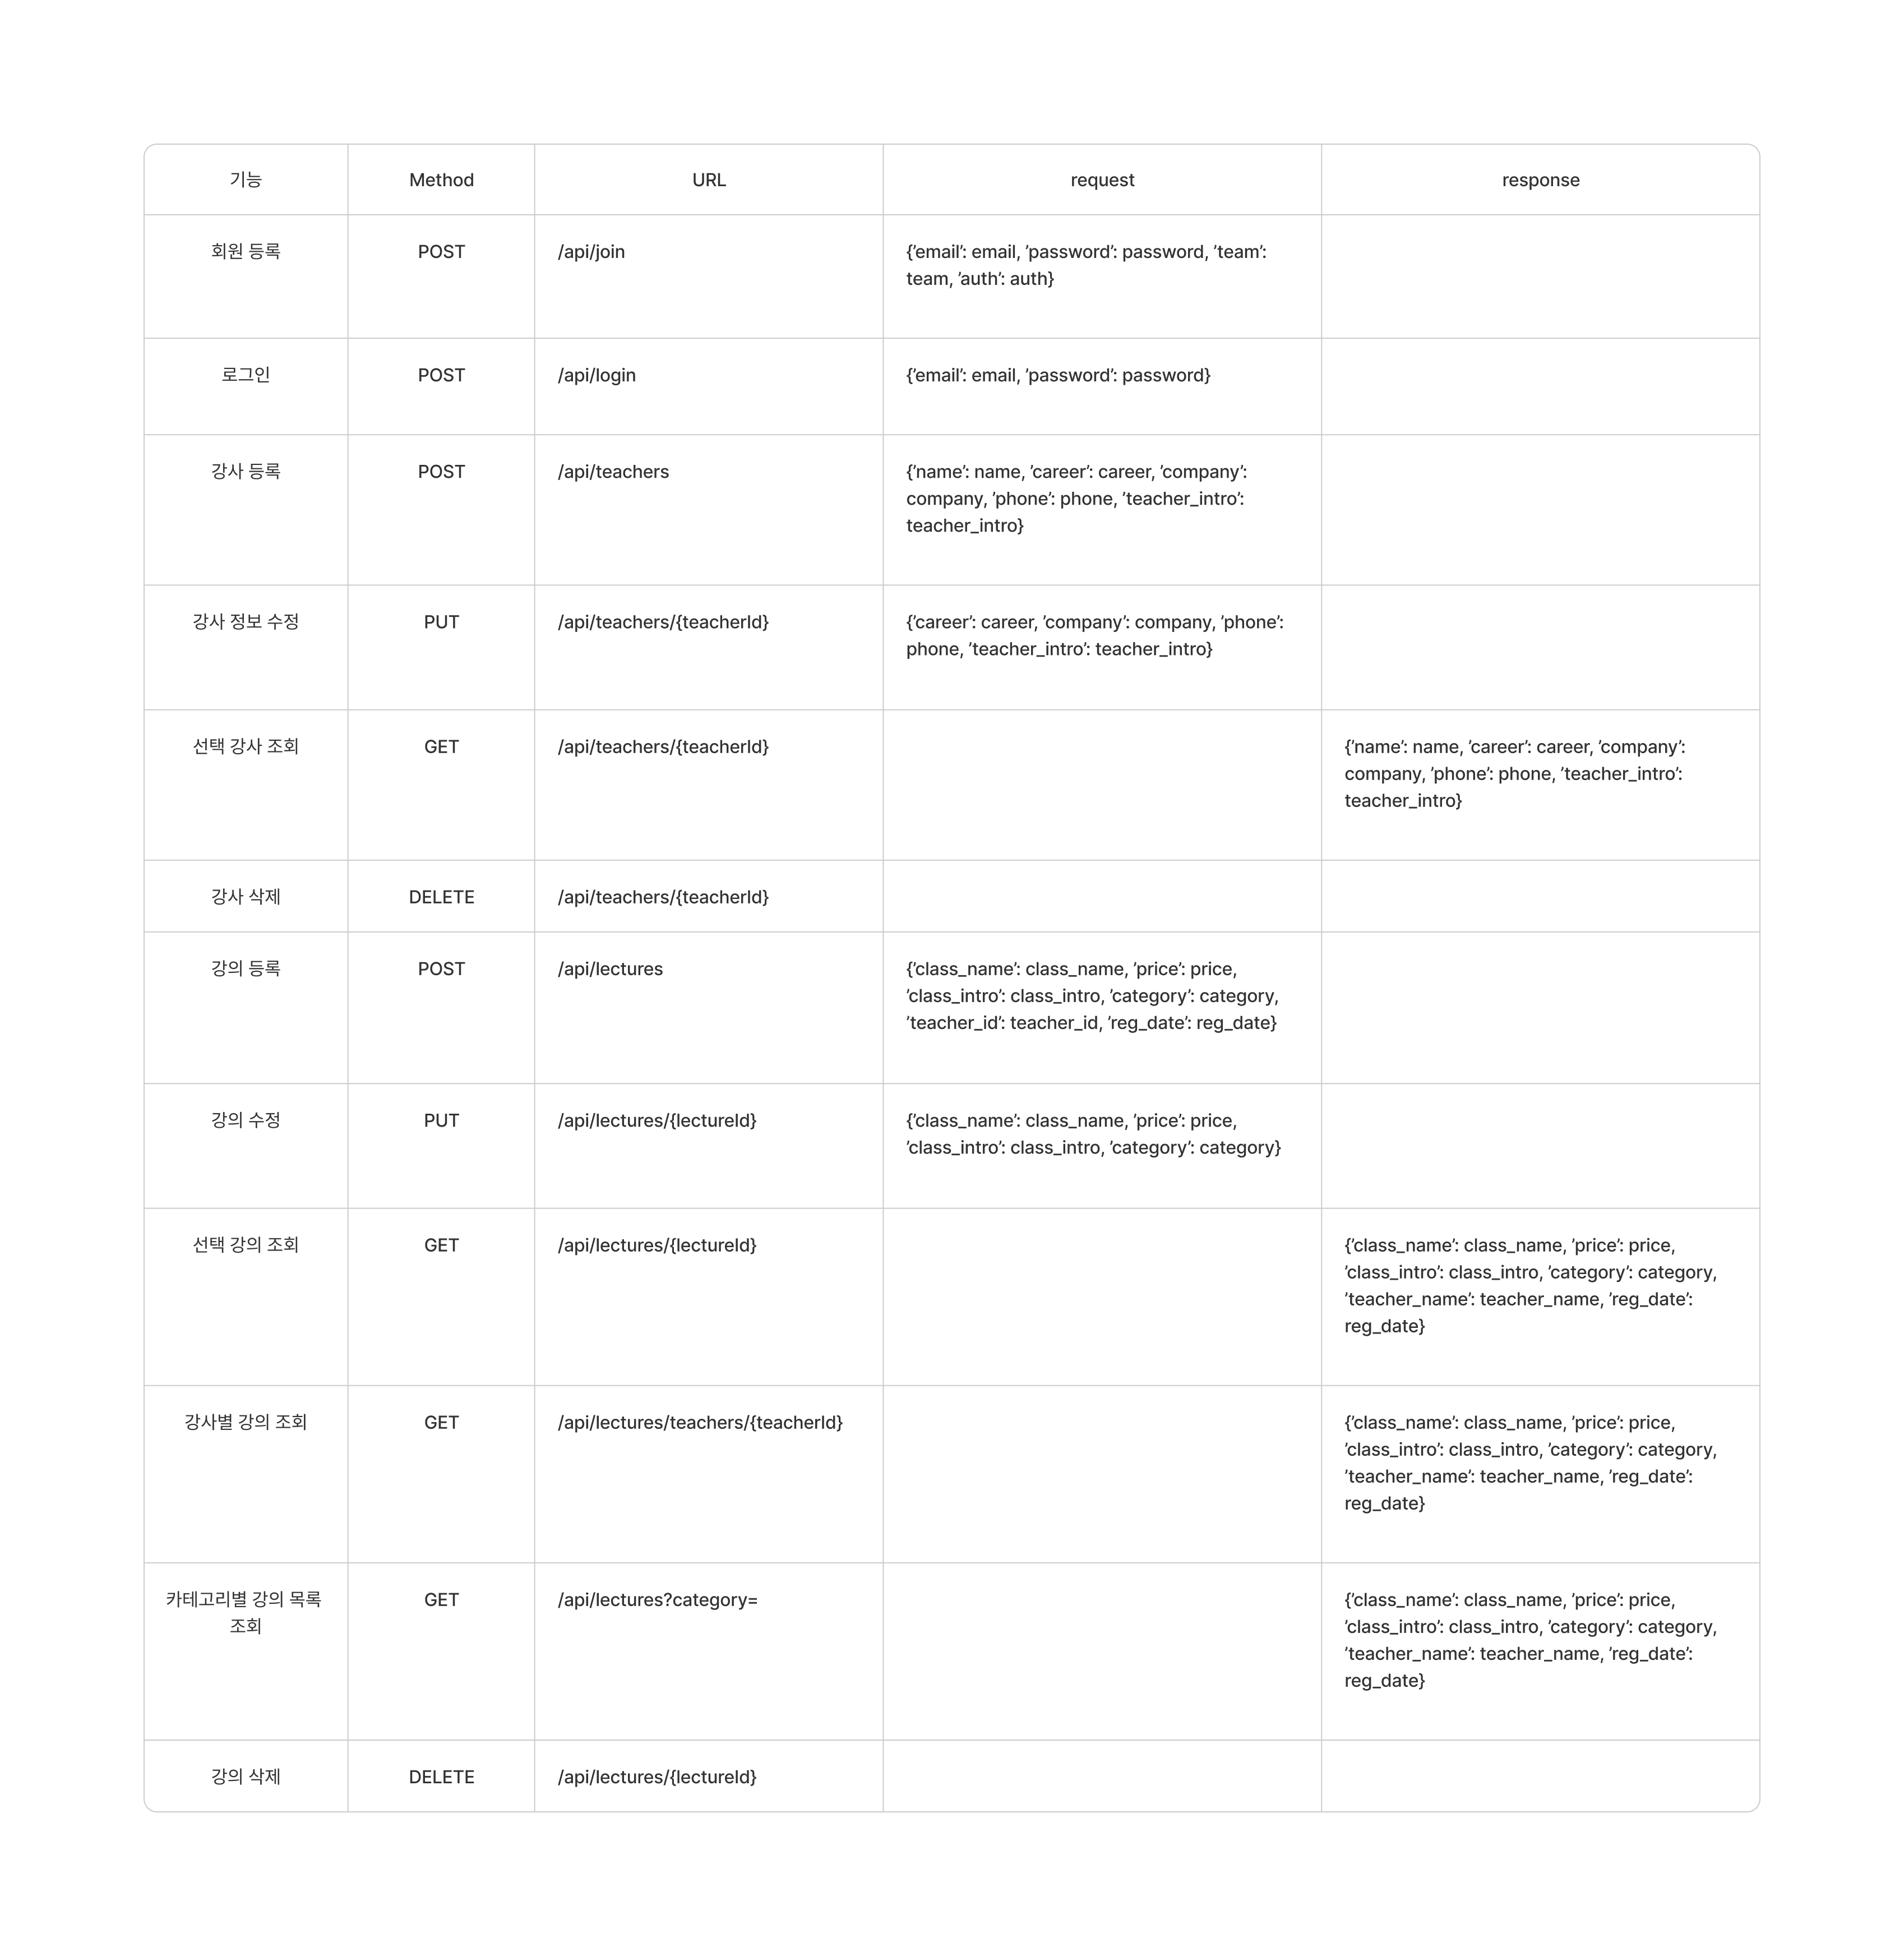 기능 Method URL request response
회원 등록 POST /api/join {’email’: email, ’password’: password, ’team’:
team, ’auth’: auth}
로그인 POST /api/login {’email’: email, ’password’: password}
강사 등록 POST /api/teachers {’name’: name, ’career’: career, ’company’:
company, ’phone’: phone, ’teacher_intro’:
teacher_intro}
강사 정보 수정 PUT /api/teachers/{teacherId} {’career’: career, ’company’: company, ’phone’:
phone, ’teacher_intro’: teacher_intro}
선택 강사 조회 GET /api/teachers/{teacherId} {’name’: name, ’career’: career, ’company’:
company, ’phone’: phone, ’teacher_intro’:
teacher_intro}
강사 삭제 DELETE /api/teachers/{teacherId}
강의 등록 POST /api/lectures {’class_name’: class_name, ’price’: price,
’class_intro’: class_intro, ’category’: category,
’teacher_id’: teacher_id, ’reg_date’: reg_date}
강의 수정 PUT /api/lectures/{lectureId} {’class_name’: class_name, ’price’: price,
’class_intro’: class_intro, ’category’: category}
선택 강의 조회 GET /api/lectures/{lectureId} {’class_name’: class_name, ’price’: price,
’class_intro’: class_intro, ’category’: category,
’teacher_name’: teacher_name, ’reg_date’:
reg_date}
강사별 강의 조회 GET /api/lectures/teachers/{teacherId} {’class_name’: class_name, ’price’: price,
’class_intro’: class_intro, ’category’: category,
’teacher_name’: teacher_name, ’reg_date’:
reg_date}
카테고리별 강의 목록 GET /api/lectures?category= {’class_name’: class_name, ’price’: price,
조회 ’class_intro’: class_intro, ’category’: category,
’teacher_name’: teacher_name, ’reg_date’:
reg_date}
강의 삭제 DELETE /api/lectures/{lectureId}